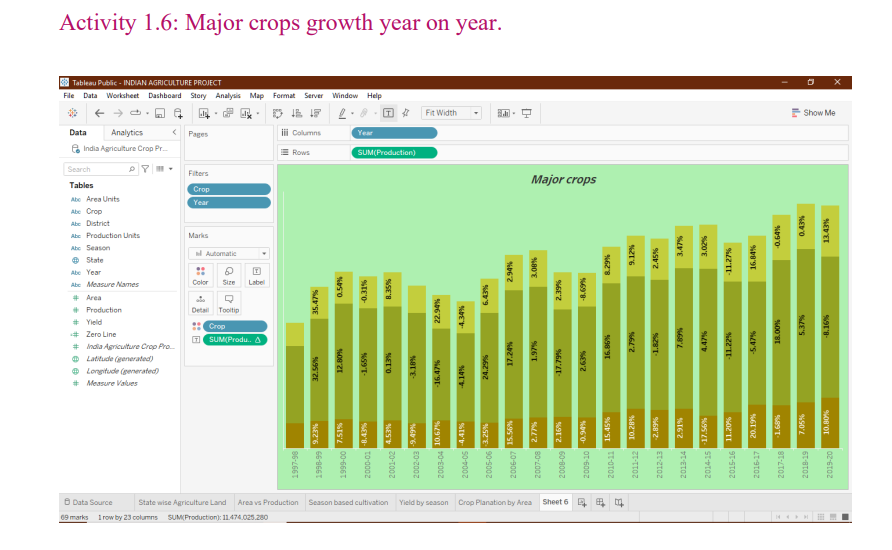 Activity 1.6: Major crops growth year on year.
Tableau Public - INDIAN AGRICULTURE PROJECT
File Data Worksheet Dashboard Story Analysis Map Format Server Window Help
Fit Width
Show Me
Data Analytics
Pages
Columns Year
India Agriculture Crop Pr...
Rows SUM(Production)
Search
Filters
Tables
Crop
Year
Abc Area Units
Abc Crop
Abc District
Abc Production Units
Abc Season
State
Abc Year
Abc Measure Names
# Area
# Production
# Yield
=# Zero Line
# India Agriculture Crop Pro...
Latitude (generated)
Longitude (generated)
# Measure Values
Marks
Automatic
Color Size Label
Detail Tooltip
Crop
SUM(Produ.. Δ
Major crops
35.47% 0.54% -0.31% 8.35% 22.94% -4.34% 6.43% 2.94% 3.08% 2.39% -8.69% 8.29% 9.12% 2.45% 3.47% 3.02% -11.27% 16.84% -0.64% 0.43% 13.43%
32.56% 12.80% -1.65% 0.13% -3.18% -16.47% -4.14% 24.29% 17.24% 1.97% -17.79% 2.63% 16.86% 2.79% -1.82% 7.89% 4.47% -11.22% -5.47% 18.00% 5.37% -8.16%
9.23% 7.51% -8.43% 4.53% -9.49% 10.67% -4.41% -3.25% 15.56% 2.77% 2.16% -0.94% 15.45% 10.28% -2.89% 2.91% -17.56% 11.20% 20.19% -1.68% 7.05% 10.80%
1997-98 1998-99 1999-00 2000-01 2001-02 2002-03 2003-04 2004-05 2005-06 2006-07 2007-08 2008-09 2009-10 2010-11 2011-12 2012-13 2013-14 2014-15 2015-16 2016-17 2017-18 2018-19 2019-20
Data Source State wise Agriculture Land Area vs Production Season based cultivation Yield by season Crop Planation by Area Sheet 6
69 marks 1 row by 23 columns SUM(Production): 11,474,025,280